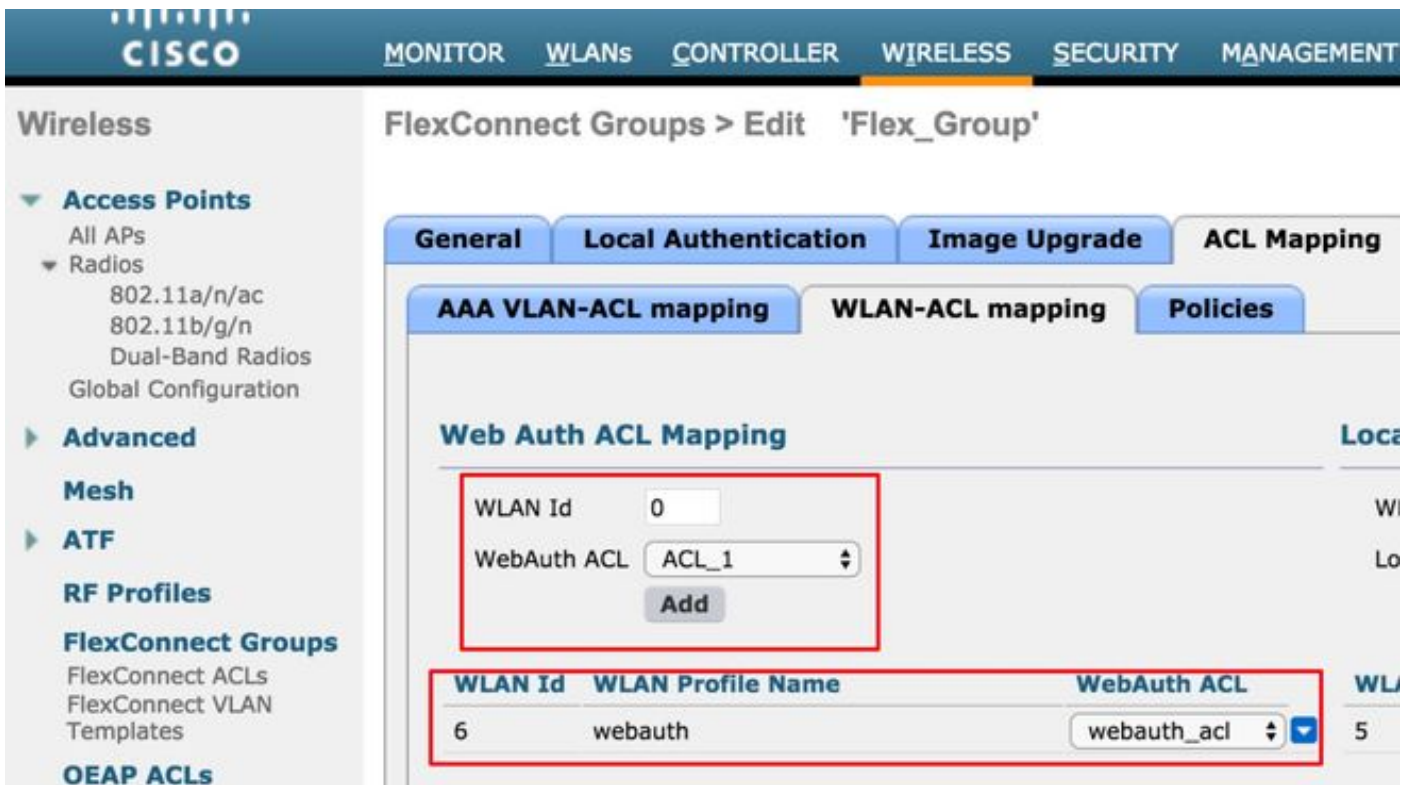 CISCO
MONITOR WLANs CONTROLLER WIRELESS SECURITY MANAGEMENT
Wireless
Access Points
All APs
Radios
802.11a/n/ac
802.11b/g/n
Dual-Band Radios
Global Configuration
Advanced
Mesh
ATF
RF Profiles
FlexConnect Groups
FlexConnect ACLs
FlexConnect VLAN
Templates
OEAP ACLs
FlexConnect Groups > Edit 'Flex_Group'
General Local Authentication Image Upgrade ACL Mapping
AAA VLAN-ACL mapping WLAN-ACL mapping Policies
Web Auth ACL Mapping
WLAN Id 0
WebAuth ACL ACL_1
Add
WLAN Id WLAN Profile Name WebAuth ACL
6 webauth webauth_acl
5